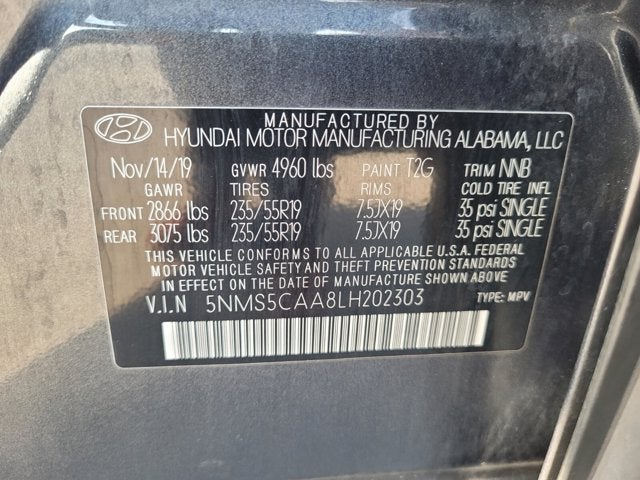 MANUFACTURED BY
HYUNDAI MOTOR MANUFACTURING ALABAMA, LLC
Nov/14/19 GVWR 4960 lbs PAINT T2G TRIM NNB
GAWR TIRES RIMS COLD TIRE INFL
FRONT 2866 lbs 235/55R19 7.5JX19 35 psi SINGLE
REAR 3075 lbs 235/55R19 7.5JX19 35 psi SINGLE
THIS VEHICLE CONFORMS TO ALL APPLICABLE U.S.A. FEDERAL
MOTOR VEHICLE SAFETY AND THEFT PREVENTION STANDARDS
IN EFFECT ON THE DATE OF MANUFACTURE SHOWN ABOVE
V.I.N 5NMS5CAA8LH202303 TYPE: MPV